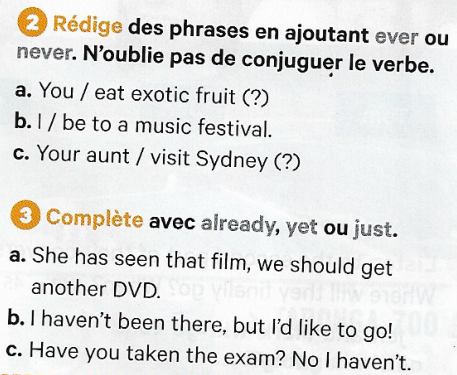 2 Rédige des phrases en ajoutant ever ou
never. N'oublie pas de conjuguer le verbe.
a. You / eat exotic fruit (?)
b. I / be to a music festival.
c. Your aunt / visit Sydney (?)
3 Complète avec already, yet ou just.
a. She has seen that film, we should get
another DVD.
b. I haven't been there, but I'd like to go!
c. Have you taken the exam? No I haven't.